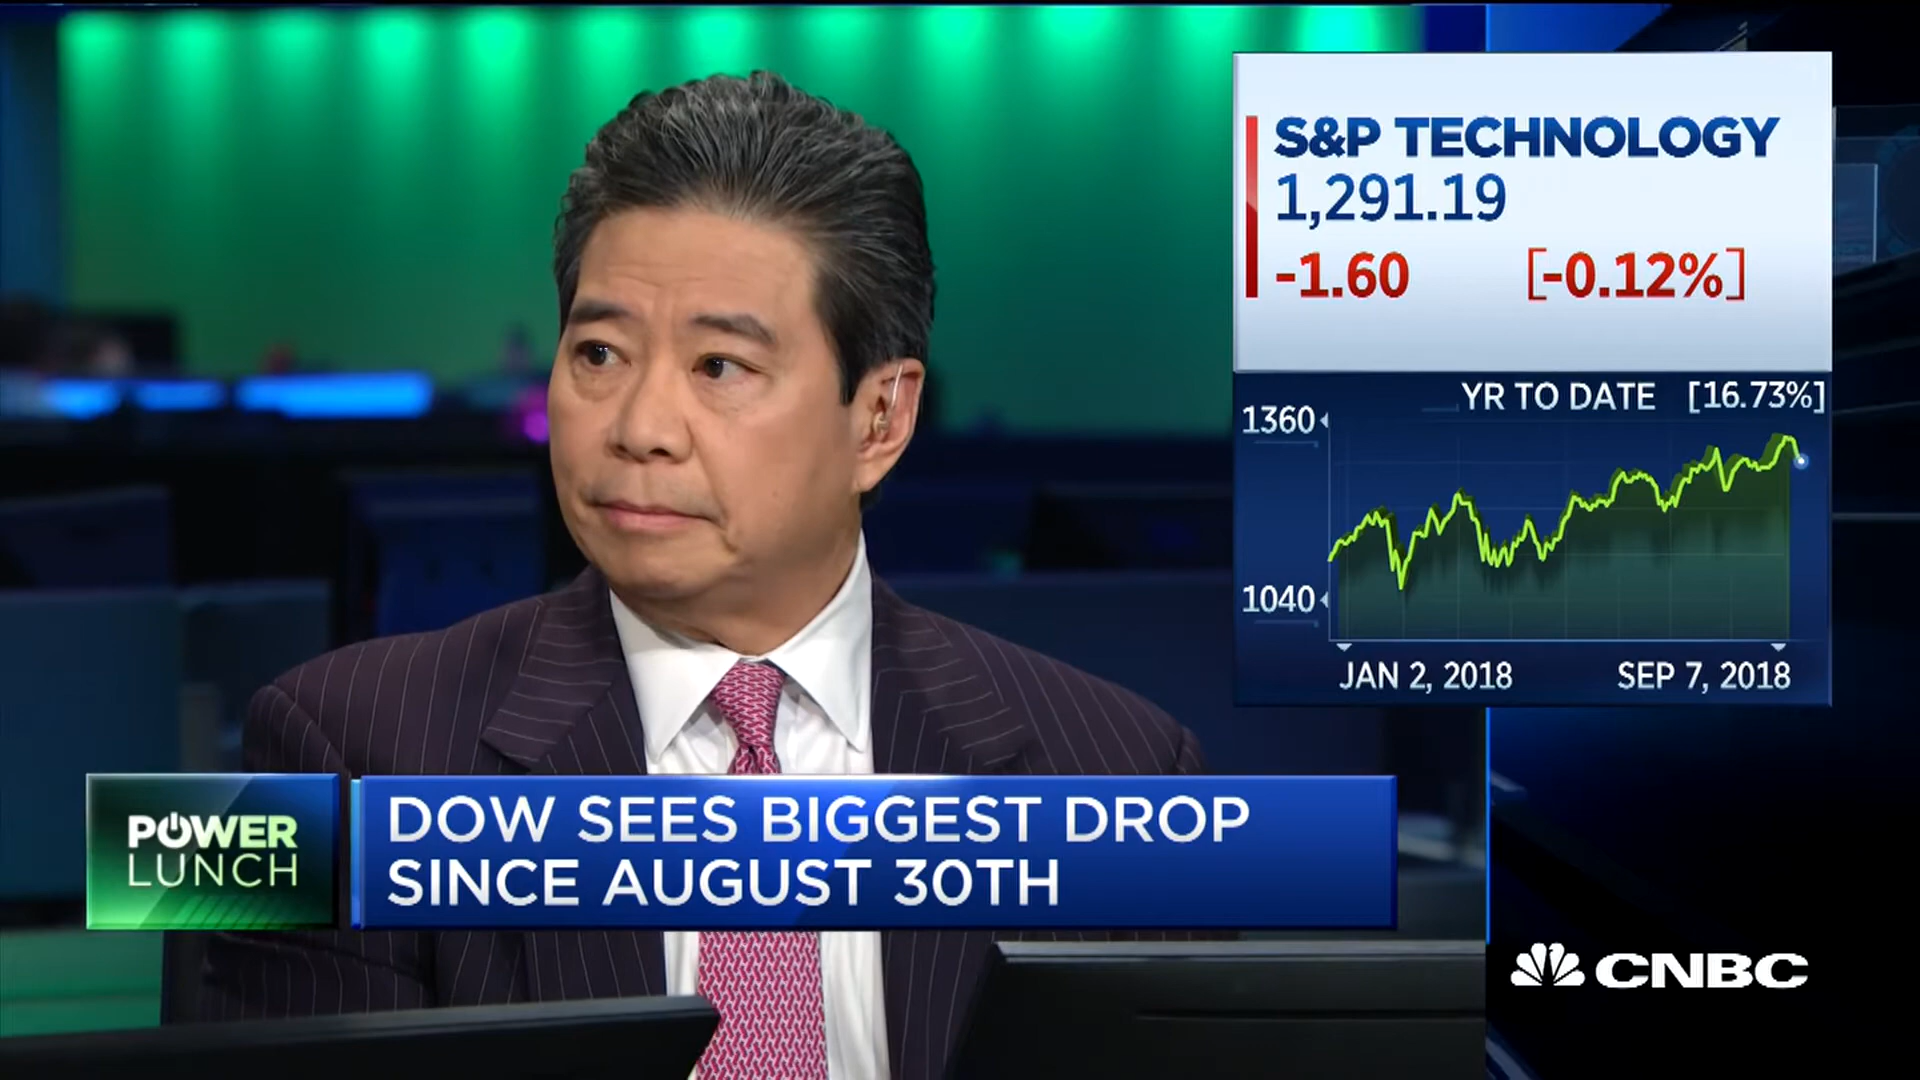 S&P TECHNOLOGY
1,291.19
-1.60 [-0.12%]
YR TO DATE [16.73%]
1360
1040
JAN 2, 2018 SEP 7, 2018
POWER
LUNCH
DOW SEES BIGGEST DROP
SINCE AUGUST 30TH
CNBC